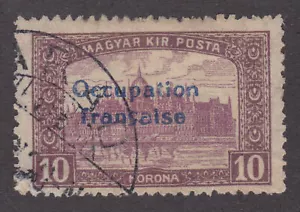 MAGYAR KIR. POSTA
Occupation
française
10 KORONA 10